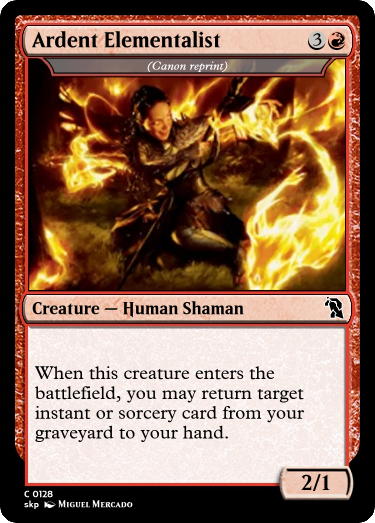 Ardent Elementalist 3
(Canon reprint)
Creature — Human Shaman
When this creature enters the
battlefield, you may return target
instant or sorcery card from your
graveyard to your hand.
2/1
C 0128
skp Miguel Mercado